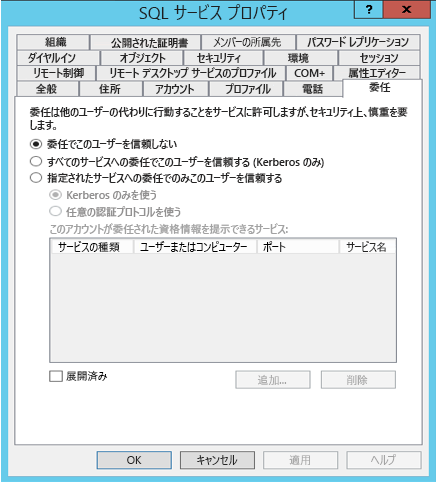 SQL サービス プロパティ
? x
組織 公開された証明書 メンバーの所属先 パスワード レプリケーション
ダイヤルイン オブジェクト セキュリティ 環境 セッション
リモート制御 リモート デスクトップ サービスのプロファイル COM+ 属性エディター
全般 住所 アカウント プロファイル 電話 委任
委任は他のユーザーの代わりに行動することをサービスに許可しますが、セキュリティ上、慎重を要
します。
委任でこのユーザーを信頼しない
すべてのサービスへの委任でこのユーザーを信頼する (Kerberos のみ)
指定されたサービスへの委任でのみこのユーザーを信頼する
Kerberos のみを使う
任意の認証プロトコルを使う
このアカウントが委任された資格情報を提示できるサービス:
サービスの種類 ユーザーまたはコンピューター ポート サービス名
展開済み 追加... 削除
OK キャンセル 適用 ヘルプ